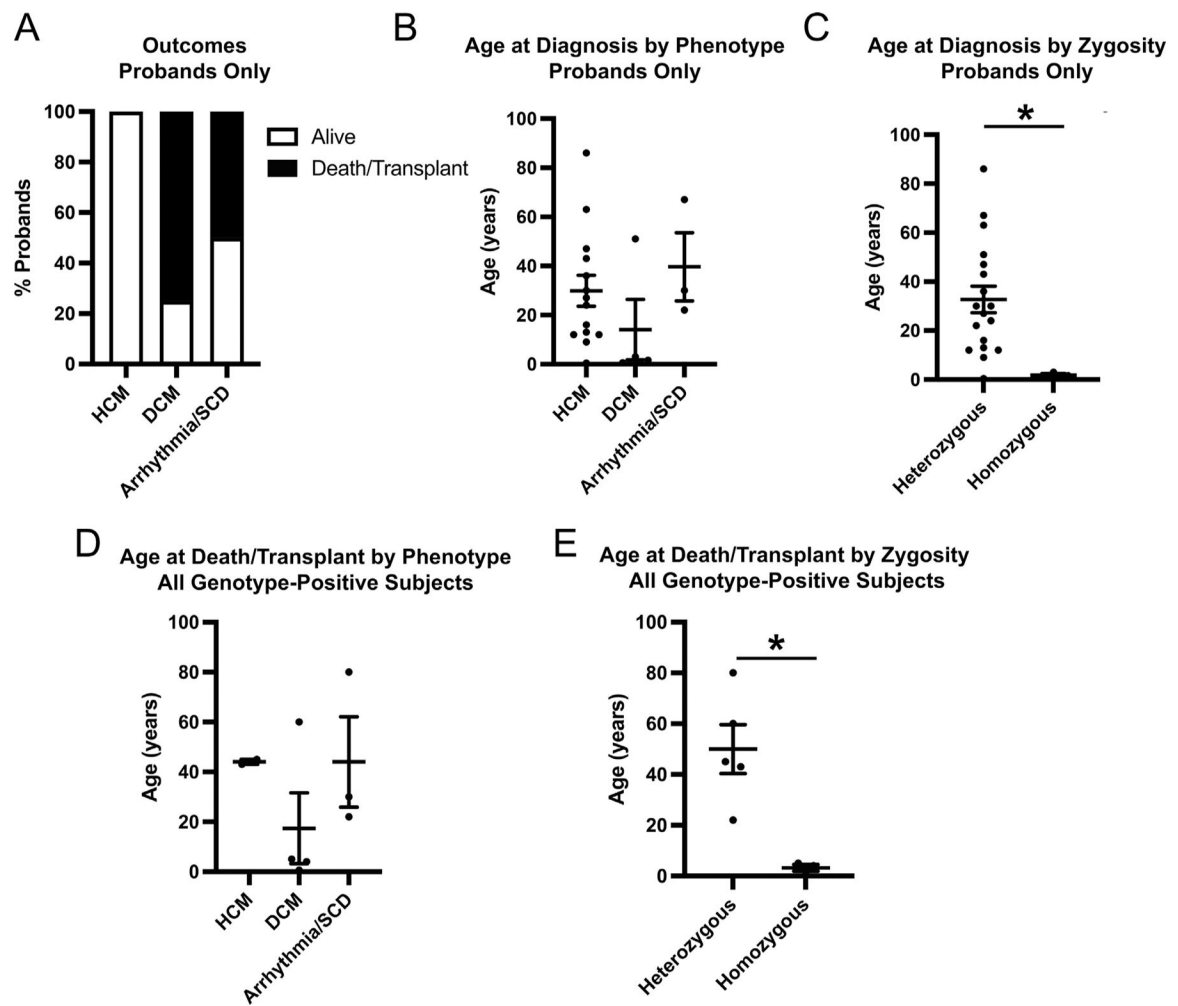 A
Outcomes
Probands Only
% Probands
100
80
60
40
20
0
HCM
DCM
Arrhythmia/SCD
Alive
Death/Transplant
B
Age at Diagnosis by Phenotype
Probands Only
Age (years)
100
80
60
40
20
0
HCM
DCM
Arrhythmia/SCD
C
Age at Diagnosis by Zygosity
Probands Only
*
Age (years)
100
80
60
40
20
0
Heterozygous
Homozygous
D
Age at Death/Transplant by Phenotype
All Genotype-Positive Subjects
Age (years)
100
80
60
40
20
0
HCM
DCM
Arrhythmia/SCD
E
Age at Death/Transplant by Zygosity
All Genotype-Positive Subjects
*
Age (years)
100
80
60
40
20
0
Heterozygous
Homozygous